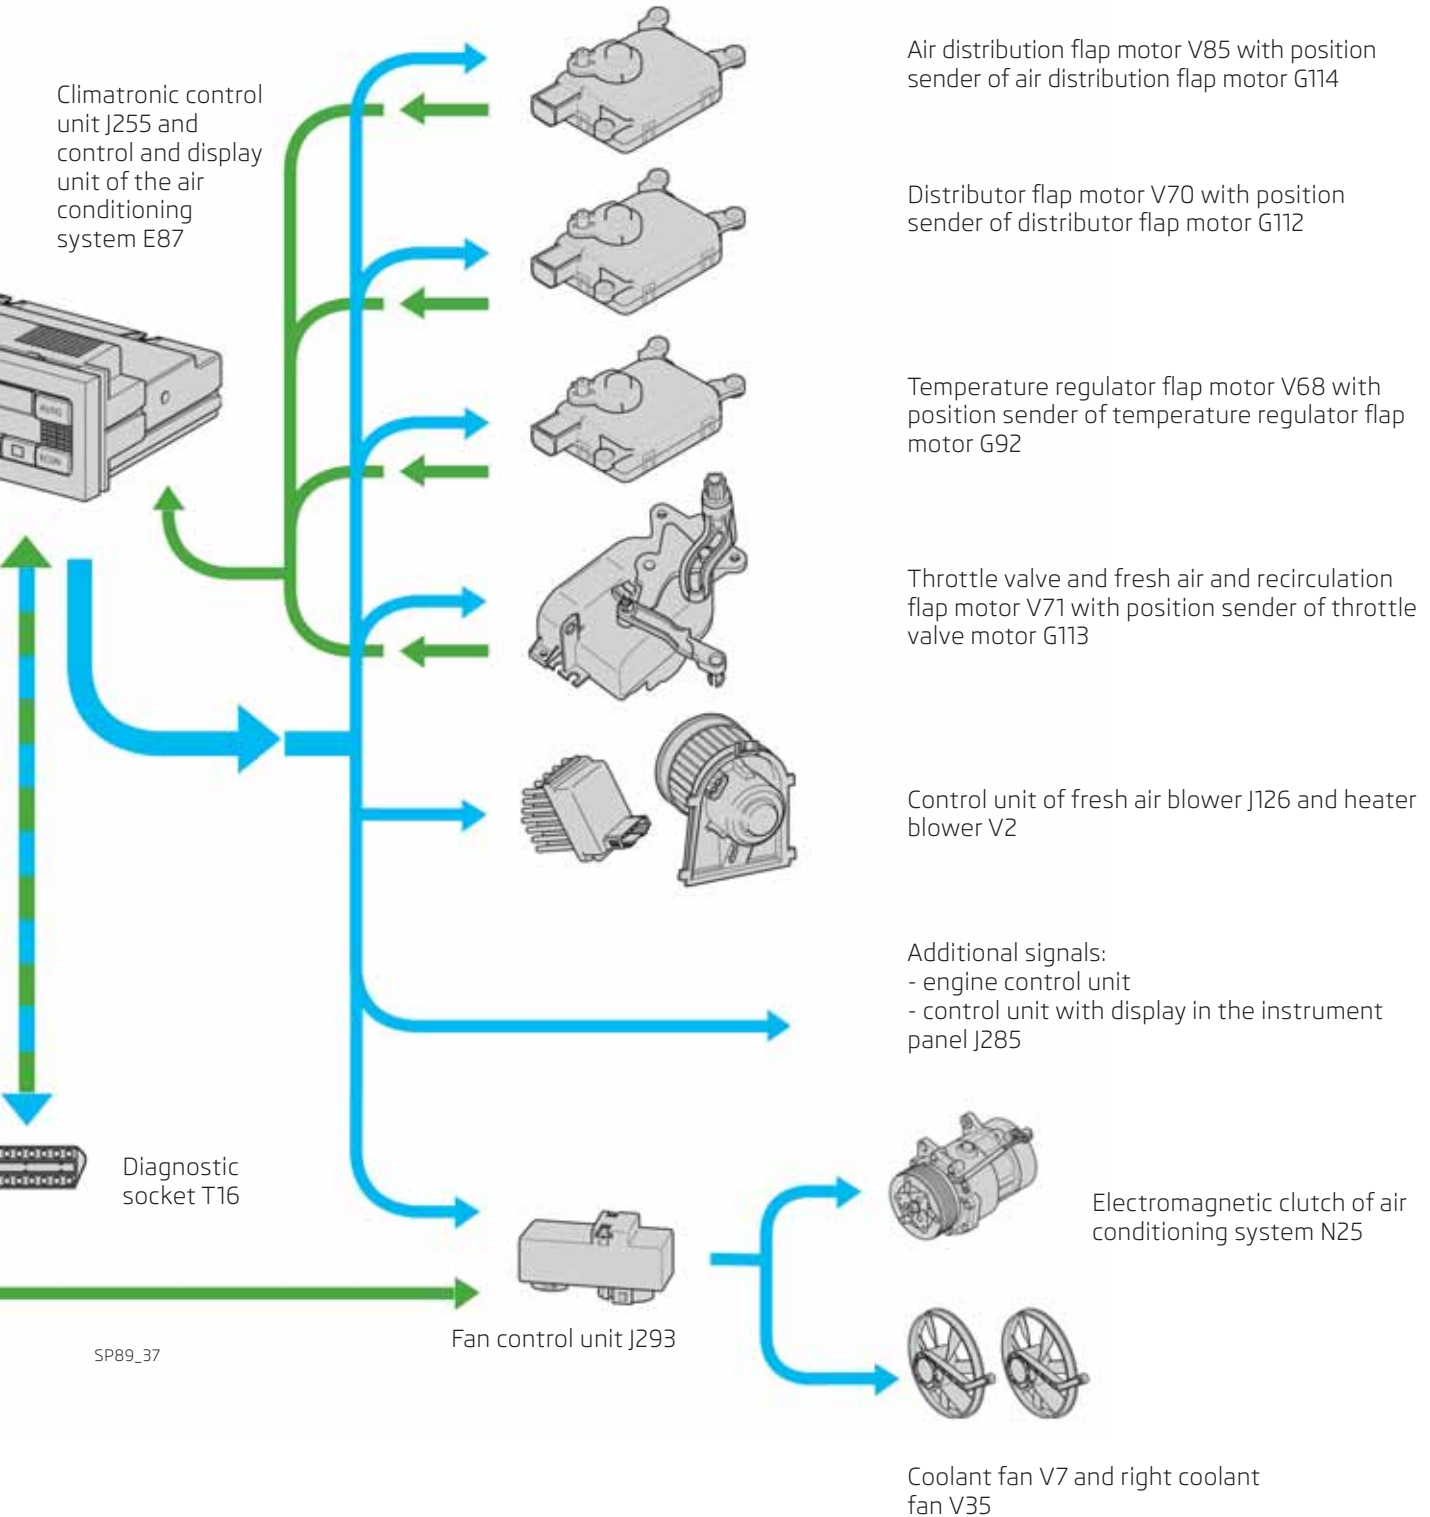 Climatronic control
unit J255 and
control and display
unit of the air
conditioning
system E87
Air distribution flap motor V85 with position
sender of air distribution flap motor G114
Distributor flap motor V70 with position
sender of distributor flap motor G112
Temperature regulator flap motor V68 with
position sender of temperature regulator flap
motor G92
Throttle valve and fresh air and recirculation
flap motor V71 with position sender of throttle
valve motor G113
Control unit of fresh air blower J126 and heater
blower V2
Additional signals:
- engine control unit
- control unit with display in the instrument
panel J285
AUTO
ECON
Diagnostic
socket T16
Electromagnetic clutch of air
conditioning system N25
Fan control unit J293
SP89_37
Coolant fan V7 and right coolant
fan V35